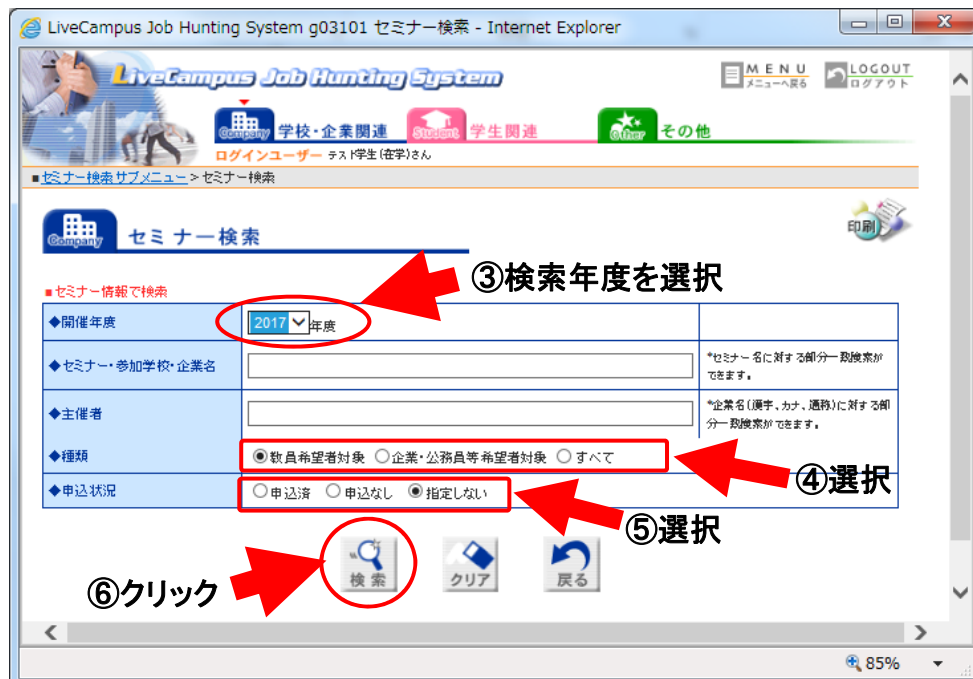 LiveCampus Job Hunting System g03101 セミナー検索 - Internet Explorer
LiveCampus Job Hunting System
MENU
メニューへ戻る
LOGOUT
ログアウト
Company 学校・企業関連 Student 学生関連 Other その他
ログインユーザー テスト学生(在学)さん
■セミナー検索サブメニュー>セミナー検索
Company セミナー検索
印刷
③検索年度を選択
■セミナー情報で検索
◆開催年度 2017 年度
◆セミナー・参加学校・企業名
*セミナー名に対する部分一致検索が
できます。
◆主催者
*企業名(漢字、カナ、通称)に対する部
分一致検索ができます。
◆種類 教員希望者対象 企業・公務員等希望者対象 すべて
④選択
◆申込状況 申込済 申込なし 指定しない
⑤選択
検索 クリア 戻る
⑥クリック
85%